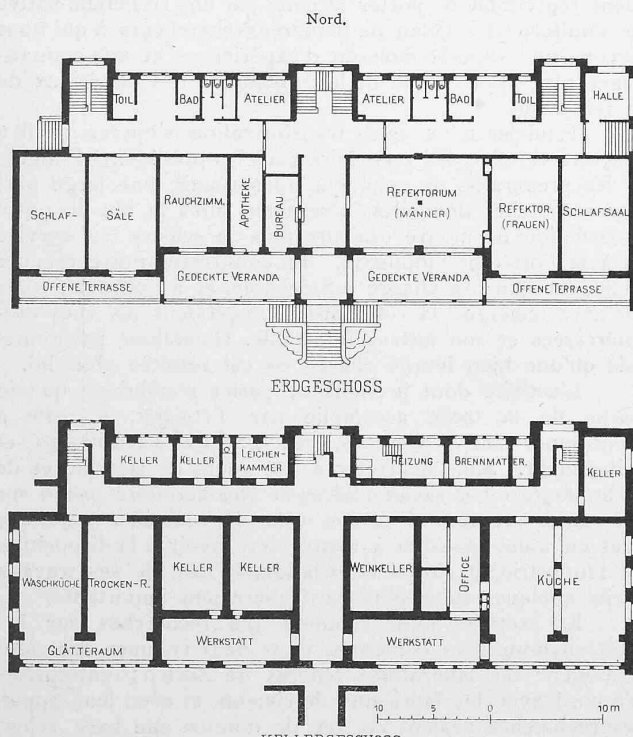 Nord.
TOIL. BAD ATELIER ATELIER BAD TOIL. HALLE
SCHLAF- SÄLE RAUCHZIMM. APOTHEKE BUREAU REFEKTORIUM (MÄNNER) REFEKTOR. (FRAUEN) SCHLAFSAAL
OFFENE TERRASSE GEDECKTE VERANDA GEDECKTE VERANDA OFFENE TERRASSE
ERDGESCHOSS
KELLER KELLER LEICHEN-KAMMER HEIZUNG BRENNMATER. KELLER
WASCHKÜCHE TROCKEN-R. KELLER KELLER WEINKELLER OFFICE KÜCHE
GLÄTTERAUM WERKSTATT WERKSTATT
10 5 0 10 m
KELLERGESCHOSS